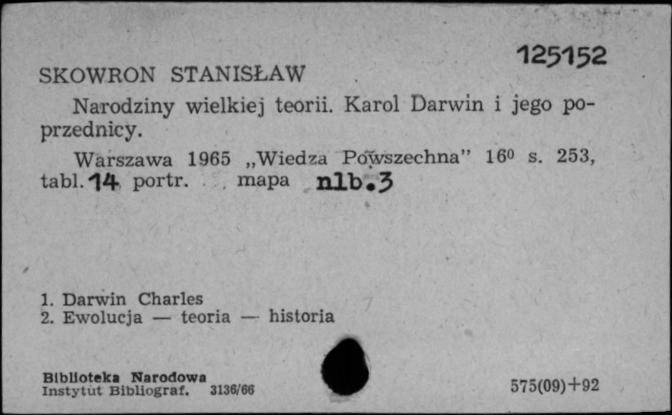 125152
SKOWRON STANISŁAW
Narodziny wielkiej teorii. Karol Darwin i jego po-
przednicy.
Warszawa 1965 „Wiedza Powszechna” 16⁰ s. 253,
tabl. 14 portr. mapa nlb.3
1. Darwin Charles
2. Ewolucja — teoria — historia
Biblioteka Narodowa
Instytut Bibliograf. 3136/66
575(09)+92